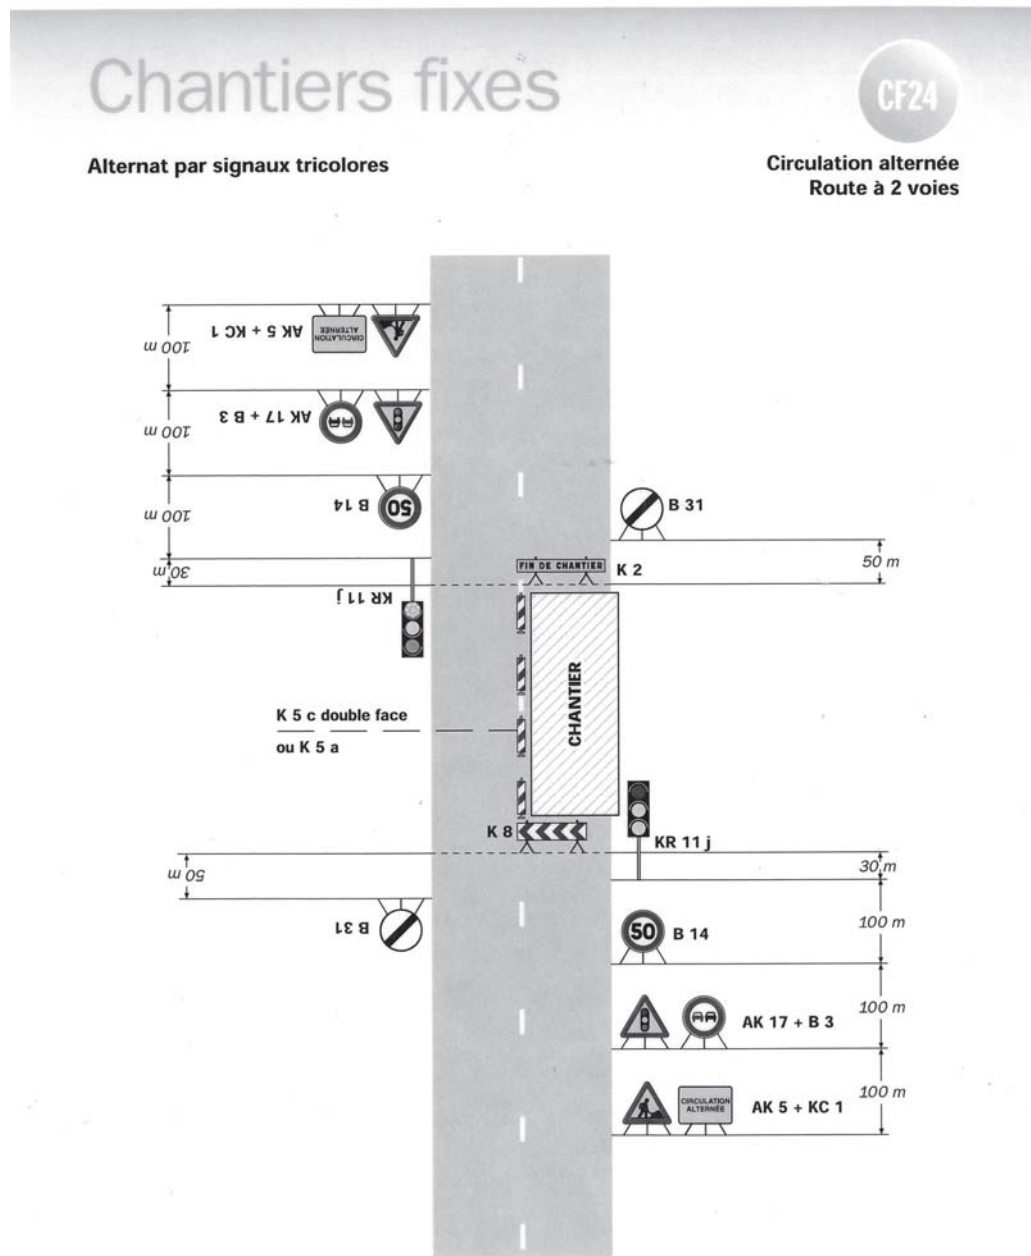 Chantiers fixes
CF24
Alternat par signaux tricolores
Circulation alternée
Route à 2 voies
100 m
AK 5 + KC 1
CIRCULATION
ALTERNÉE
100 m
AK 17 + B 3
100 m
B 14
50
30 m
KR 11 j
B 31
50 m
FIN DE CHANTIER
K 2
CHANTIER
K 5 c double face
ou K 5 a
K 8
KR 11 j
30 m
50 m
B 31
50
B 14
100 m
AK 17 + B 3
100 m
CIRCULATION
ALTERNÉE
AK 5 + KC 1
100 m